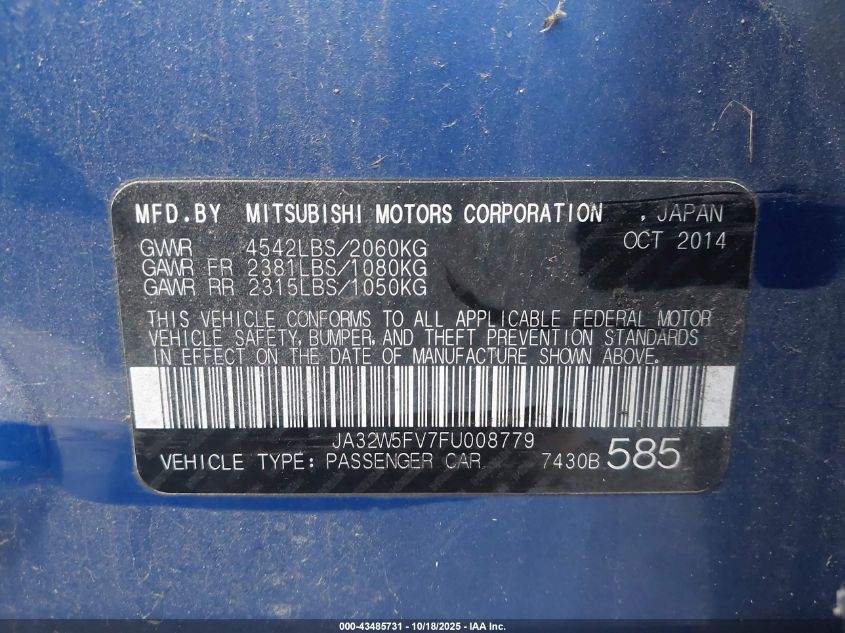 MFD.BY MITSUBISHI MOTORS CORPORATION , JAPAN
OCT 2014
GVWR 4542LBS/2060KG
GAWR FR 2381LBS/1080KG
GAWR RR 2315LBS/1050KG
THIS VEHICLE CONFORMS TO ALL APPLICABLE FEDERAL MOTOR
VEHICLE SAFETY, BUMPER, AND THEFT PREVENTION STANDARDS
IN EFFECT ON THE DATE OF MANUFACTURE SHOWN ABOVE.
JA32W5FV7FU008779
VEHICLE TYPE: PASSENGER CAR 7430B 585
000-43485731 - 10/18/2025 - IAA Inc.